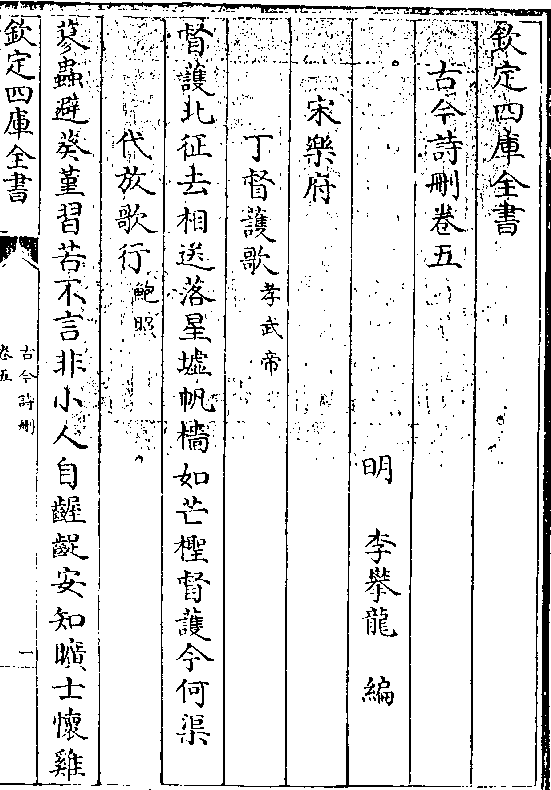 欽定四庫全書
古今詩刪卷五
明 李攀龍 編
宋樂府
丁督護歌 孝武帝
督護北征去相送落星墟帆檣如芒檉督護今何渠
代放歌行 鮑照
蓼蟲避葵堇習苦不言非小人自齷齪安知曠士懷雞
欽定四庫全書
古今詩刪
卷五
一